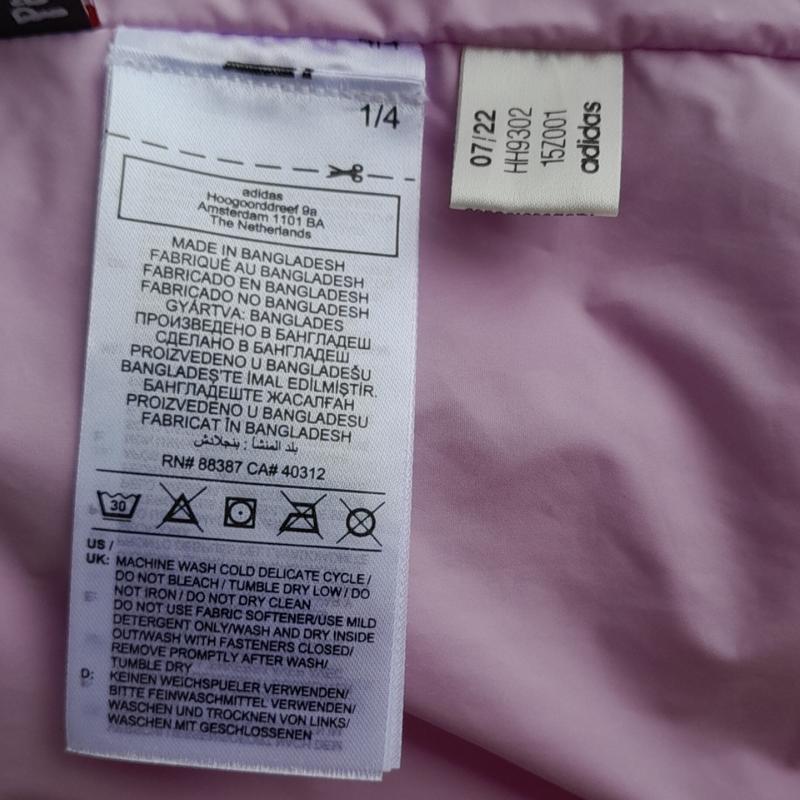 1/4
adidas
Hoogoorddreef 9a
Amsterdam 1101 BA
The Netherlands
MADE IN BANGLADESH
FABRIQUÉ AU BANGLADESH
FABRICADO EN BANGLADESH
FABRICADO NO BANGLADESH
GYÁRTVA: BANGLADES
ПРОИЗВЕДЕНО В БАНГЛАДЕШ
СДЕЛАНО В БАНГЛАДЕШ
PROIZVEDENO U BANGLADEŠU
BANGLADEŞ'TE İMAL EDİLMİŞTİR.
БАНГЛАДЕШТЕ ЖАСАЛҒАН
PROIZVEDENO U BANGLADESU
FABRICAT ÎN BANGLADESH
بلد المنشأ : بنجلادش
RN# 88387 CA# 40312
30
US /
UK: MACHINE WASH COLD DELICATE CYCLE /
DO NOT BLEACH / TUMBLE DRY LOW / DO
NOT IRON / DO NOT DRY CLEAN
DO NOT USE FABRIC SOFTENER/USE MILD
DETERGENT ONLY/WASH AND DRY INSIDE
OUT/WASH WITH FASTENERS CLOSED/
REMOVE PROMPTLY AFTER WASH/
TUMBLE DRY
D: KEINEN WEICHSPUELER VERWENDEN/
BITTE FEINWASCHMITTEL VERWENDEN/
WASCHEN UND TROCKNEN VON LINKS/
WASCHEN MIT GESCHLOSSENEN
07/22
HH9302
15Z001
adidas